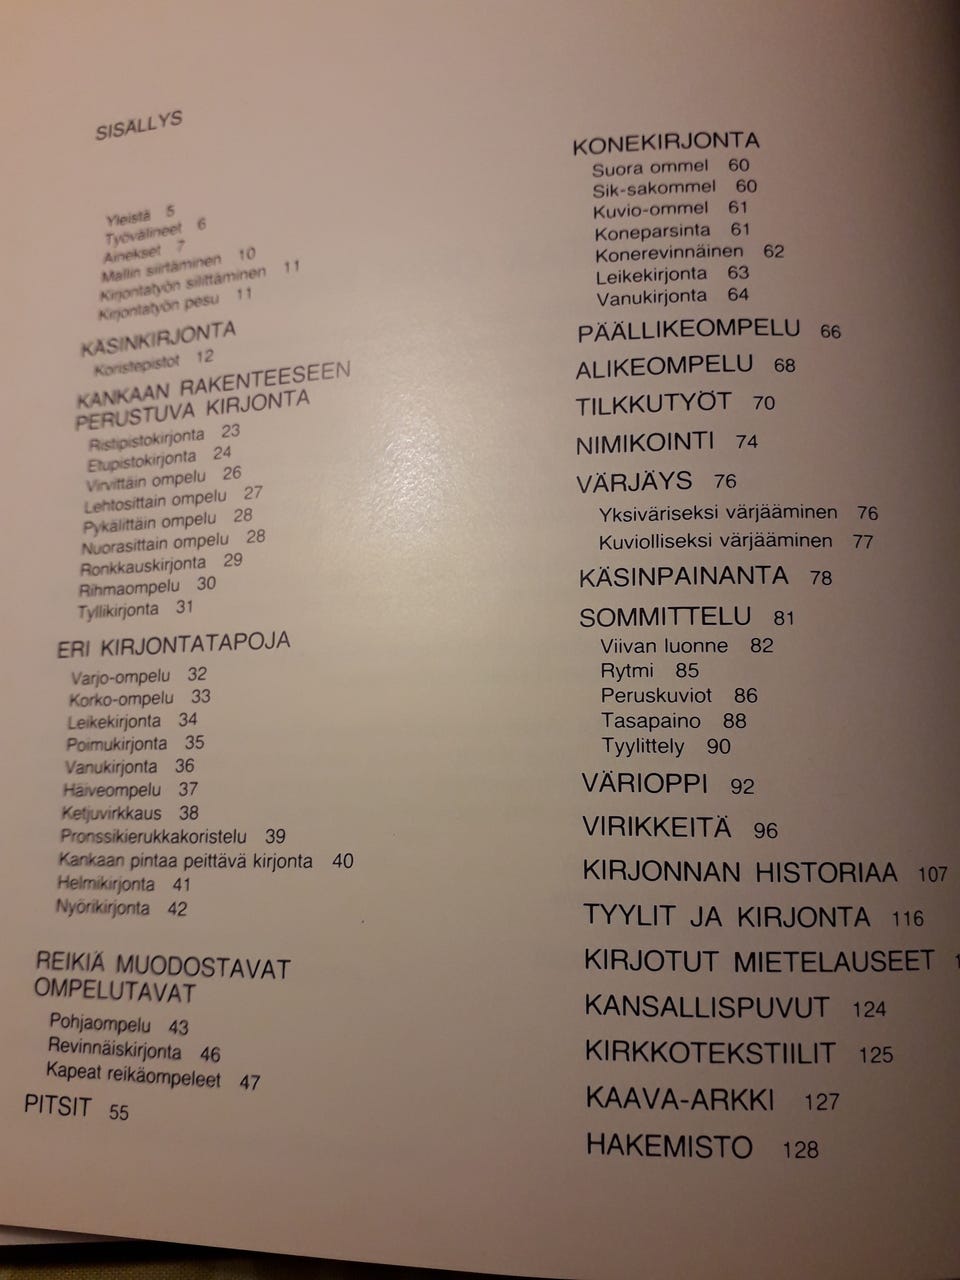 SISÄLLYS
Yleistä 5
Työvälineet 6
Ainekset 7
Mallin siirtäminen 10
Kirjontatyön silittäminen 11
Kirjontatyön pesu 11
KÄSINKIRJONTA
Koristepistot 12
KANKAAN RAKENTEESEEN
PERUSTUVA KIRJONTA
Ristipistokirjonta 23
Etupistokirjonta 24
Virvittäin ompelu 26
Lehtosittain ompelu 27
Pykälittäin ompelu 28
Nuorasittain ompelu 28
Ronkkauskirjonta 29
Rihmaompelu 30
Tyllikirjonta 31
ERI KIRJONTATAPOJA
Varjo-ompelu 32
Korko-ompelu 33
Leikekirjonta 34
Poimukirjonta 35
Vanukirjonta 36
Häiveompelu 37
Ketjuvirkkaus 38
Pronssikierukkakoristelu 39
Kankaan pintaa peittävä kirjonta 40
Helmikirjonta 41
Nyörikirjonta 42
REIKIÄ MUODOSTAVAT
OMPELUTAVAT
Pohjaompelu 43
Revinnäiskirjonta 46
Kapeat reikäompeleet 47
PITSIT 55
KONEKIRJONTA
Suora ommel 60
Sik-sakommel 60
Kuvio-ommel 61
Koneparsinta 61
Konerevinnäinen 62
Leikekirjonta 63
Vanukirjonta 64
PÄÄLLIKEOMPELU 66
ALIKEOMPELU 68
TILKKUTYÖT 70
NIMIKOINTI 74
VÄRJÄYS 76
Yksiväriseksi värjääminen 76
Kuviolliseksi värjääminen 77
KÄSINPAINANTA 78
SOMMITTELU 81
Viivan luonne 82
Rytmi 85
Peruskuviot 86
Tasapaino 88
Tyylittely 90
VÄRIOPPI 92
VIRIKKEITÄ 96
KIRJONNAN HISTORIAA 107
TYYLIT JA KIRJONTA 116
KIRJOTUT MIETELAUSEET
KANSALLISPUVUT 124
KIRKKOTEKSTIILIT 125
KAAVA-ARKKI 127
HAKEMISTO 128